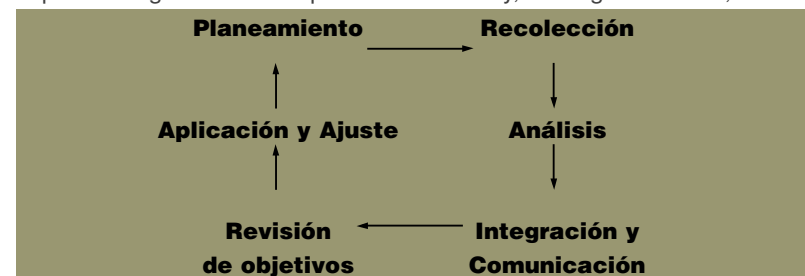 Planeamiento
Recolección
Aplicación y Ajuste
Análisis
Revisión
de objetivos
Integración y
Comunicación